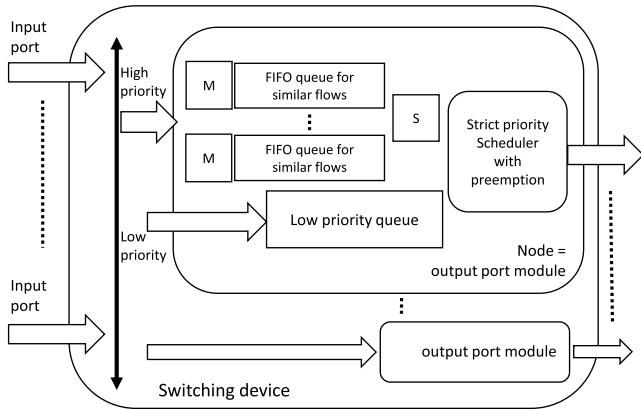 Input
port
High
priority
M
FIFO queue for
similar flows
M
FIFO queue for
similar flows
S
Strict priority
Scheduler
with
preemption
Low priority queue
Low
priority
Node =
output port module
Input
port
output port module
Switching device